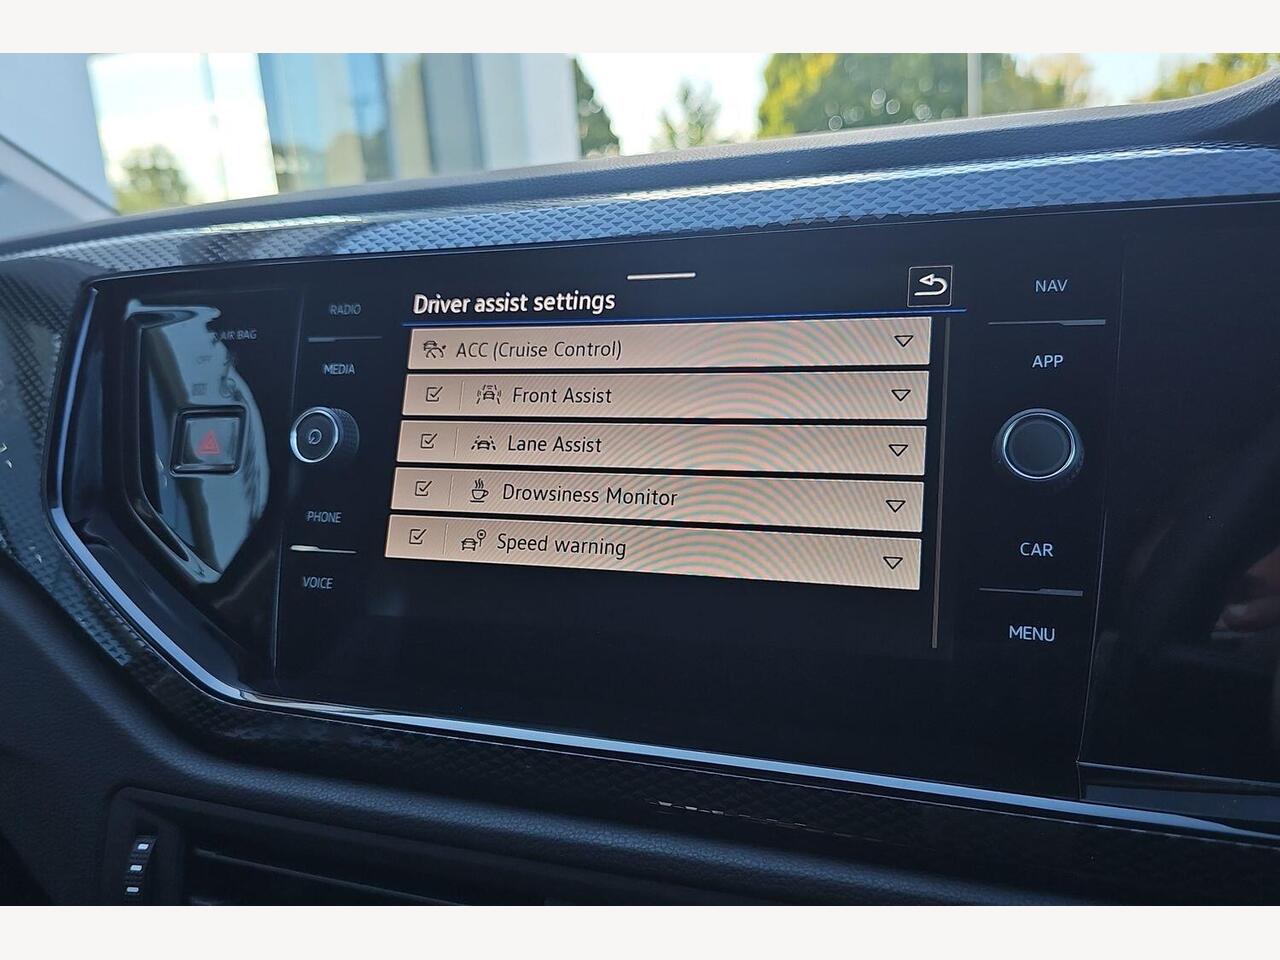 RADIO
MEDIA
PHONE
VOICE
AIR BAG
Driver assist settings
ACC (Cruise Control)
Front Assist
Lane Assist
Drowsiness Monitor
Speed warning
NAV
APP
CAR
MENU